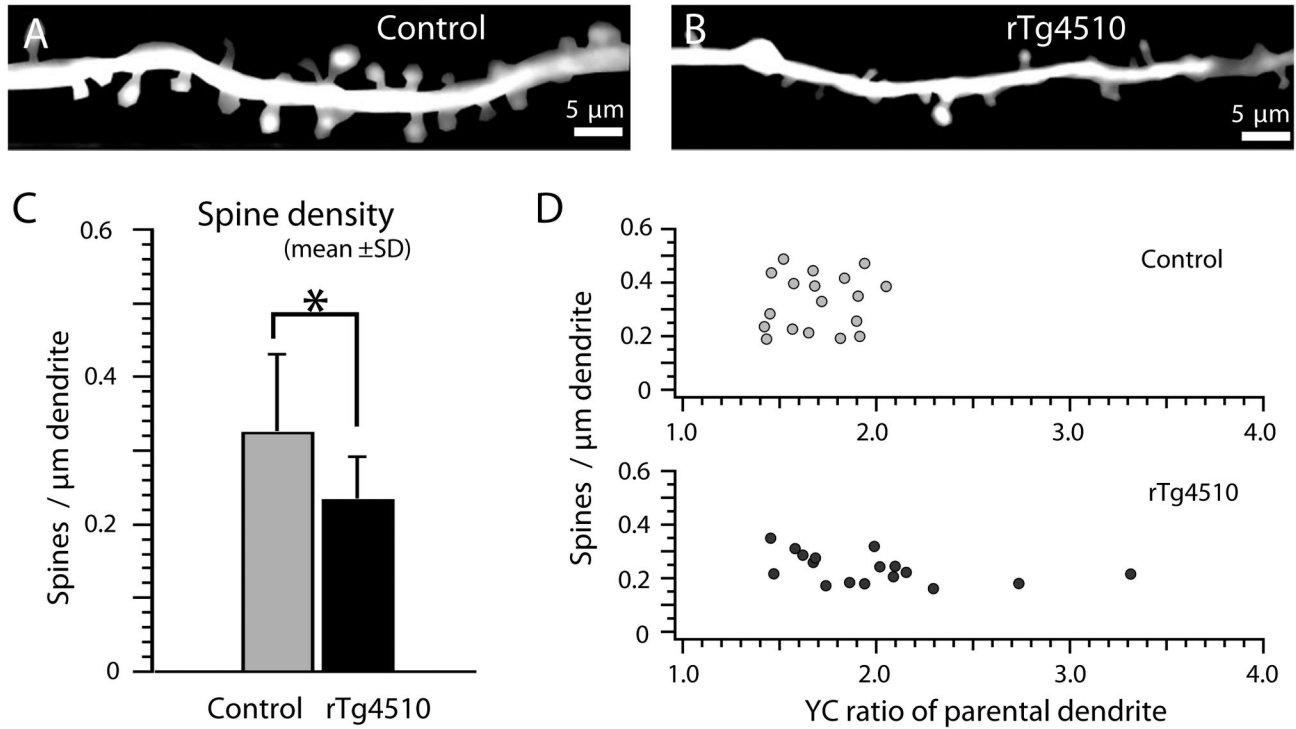 A
Control
5 µm
B
rTg4510
5 µm
C
Spine density
(mean ±SD)
*
Spines / µm dendrite
0.6
0.4
0.2
0
Control rTg4510
D
Spines / µm dendrite
0.6
0.4
0.2
0
Control
1.0 2.0 3.0 4.0
0.6
0.4
0.2
0
rTg4510
1.0 2.0 3.0 4.0
YC ratio of parental dendrite